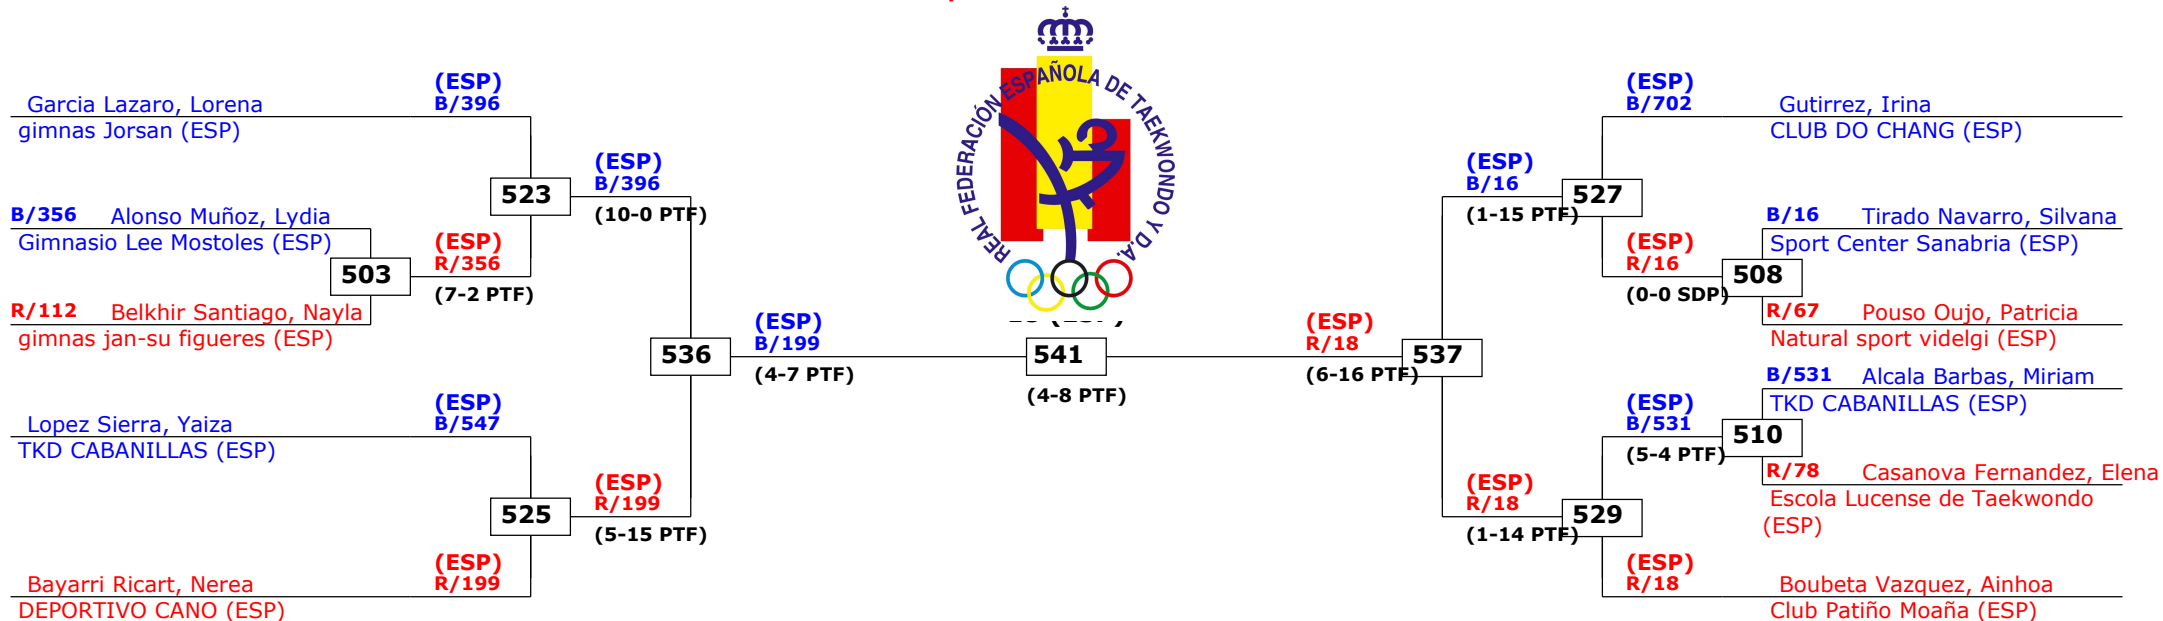 REAL FEDERACIÓN ESPAÑOLA DE TAEKWONDO Y D.A.
(ESP)
B/396
Garcia Lazaro, Lorena
gimnas Jorsan (ESP)
523
(ESP)
B/396
(10-0 PTF)
B/356 Alonso Muñoz, Lydia
Gimnasio Lee Mostoles (ESP)
503
(ESP)
R/356
(7-2 PTF)
R/112 Belkhir Santiago, Nayla
gimnas jan-su figueres (ESP)
536
(ESP)
B/199
(4-7 PTF)
(ESP)
B/547
Lopez Sierra, Yaiza
TKD CABANILLAS (ESP)
525
(ESP)
R/199
(5-15 PTF)
(ESP)
R/199
Bayarri Ricart, Nerea
DEPORTIVO CANO (ESP)
541
(4-8 PTF)
(ESP)
R/18
(6-16 PTF)
537
(ESP)
B/702
Gutirrez, Irina
CLUB DO CHANG (ESP)
(ESP)
B/16
(1-15 PTF)
527
B/16 Tirado Navarro, Silvana
Sport Center Sanabria (ESP)
(ESP)
R/16
(0-0 SDP)
508
R/67 Pouso Oujo, Patricia
Natural sport videlgi (ESP)
B/531 Alcala Barbas, Miriam
TKD CABANILLAS (ESP)
(ESP)
B/531
(5-4 PTF)
510
R/78 Casanova Fernandez, Elena
Escola Lucense de Taekwondo
(ESP)
(ESP)
R/18
(1-14 PTF)
529
(ESP)
R/18
Boubeta Vazquez, Ainhoa
Club Patiño Moaña (ESP)